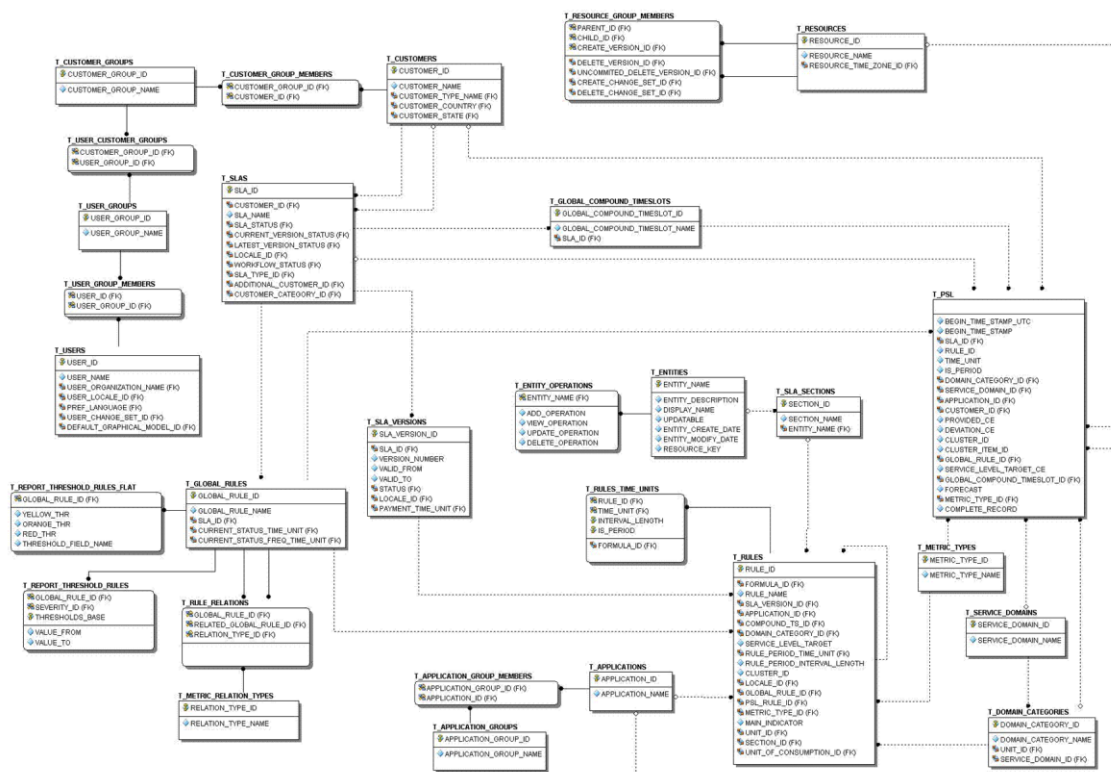 T_RESOURCE_GROUP_MEMBERS
PARENT_ID (FK)
CHILD_ID (FK)
CREATE_VERSION_ID (FK)
DELETE_VERSION_ID (FK)
UNCOMMITED_DELETE_VERSION_ID (FK)
CREATE_CHANGE_SET_ID (FK)
DELETE_CHANGE_SET_ID (FK)
T_RESOURCES
RESOURCE_ID
RESOURCE_NAME
RESOURCE_TIME_ZONE_ID (FK)
T_CUSTOMER_GROUPS
CUSTOMER_GROUP_ID
CUSTOMER_GROUP_NAME
T_CUSTOMER_GROUP_MEMBERS
CUSTOMER_GROUP_ID (FK)
CUSTOMER_ID (FK)
T_CUSTOMERS
CUSTOMER_ID
CUSTOMER_NAME
CUSTOMER_TYPE_NAME (FK)
CUSTOMER_COUNTRY (FK)
CUSTOMER_STATE (FK)
T_USER_CUSTOMER_GROUPS
CUSTOMER_GROUP_ID (FK)
USER_GROUP_ID (FK)
T_SLAS
SLA_ID
CUSTOMER_ID (FK)
SLA_NAME
SLA_STATUS (FK)
CURRENT_VERSION_STATUS (FK)
LATEST_VERSION_STATUS (FK)
LOCALE_ID (FK)
WORKFLOW_STATUS (FK)
SLA_TYPE_ID (FK)
ADDITIONAL_CUSTOMER_ID (FK)
CUSTOMER_CATEGORY_ID (FK)
T_GLOBAL_COMPOUND_TIMESLOTS
GLOBAL_COMPOUND_TIMESLOT_ID
GLOBAL_COMPOUND_TIMESLOT_NAME
SLA_ID (FK)
T_USER_GROUPS
USER_GROUP_ID
USER_GROUP_NAME
T_USER_GROUP_MEMBERS
USER_ID (FK)
USER_GROUP_ID (FK)
T_USERS
USER_ID
USER_NAME
USER_ORGANIZATION_NAME (FK)
USER_LOCALE_ID (FK)
PREF_LANGUAGE (FK)
USER_CHANGE_SET_ID (FK)
DEFAULT_GRAPHICAL_MODEL_ID (FK)
T_PSL
BEGIN_TIME_STAMP_UTC
BEGIN_TIME_STAMP
SLA_ID (FK)
RULE_ID
TIME_UNIT
IS_PERIOD
DOMAIN_CATEGORY_ID (FK)
SERVICE_DOMAIN_ID (FK)
APPLICATION_ID (FK)
CUSTOMER_ID (FK)
PROVIDED_CE
DEVIATION_CE
CLUSTER_ID
CLUSTER_ITEM_ID
GLOBAL_RULE_ID (FK)
SERVICE_LEVEL_TARGET_CE
GLOBAL_COMPOUND_TIMESLOT_ID (FK)
FORECAST
METRIC_TYPE_ID (FK)
COMPLETE_RECORD
T_ENTITY_OPERATIONS
ENTITY_NAME (FK)
ADD_OPERATION
VIEW_OPERATION
UPDATE_OPERATION
DELETE_OPERATION
T_ENTITIES
ENTITY_NAME
ENTITY_DESCRIPTION
DISPLAY_NAME
UPDATABLE
ENTITY_CREATE_DATE
ENTITY_MODIFY_DATE
RESOURCE_KEY
T_SLA_SECTIONS
SECTION_ID
SECTION_NAME
ENTITY_NAME (FK)
T_SLA_VERSIONS
SLA_VERSION_ID
SLA_ID (FK)
VERSION_NUMBER
VALID_FROM
VALID_TO
STATUS (FK)
LOCALE_ID (FK)
PAYMENT_TIME_UNIT (FK)
T_REPORT_THRESHOLD_RULES_FLAT
GLOBAL_RULE_ID (FK)
YELLOW_THR
ORANGE_THR
RED_THR
THRESHOLD_FIELD_NAME
T_GLOBAL_RULES
GLOBAL_RULE_ID
GLOBAL_RULE_NAME
SLA_ID (FK)
CURRENT_STATUS_TIME_UNIT (FK)
CURRENT_STATUS_FREQ_TIME_UNIT (FK)
T_RULES_TIME_UNITS
RULE_ID (FK)
TIME_UNIT (FK)
INTERVAL_LENGTH
IS_PERIOD
FORMULA_ID (FK)
T_METRIC_TYPES
METRIC_TYPE_ID
METRIC_TYPE_NAME
T_REPORT_THRESHOLD_RULES
GLOBAL_RULE_ID (FK)
SEVERITY_ID (FK)
THRESHOLDS_BASE
VALUE_FROM
VALUE_TO
T_RULE_RELATIONS
GLOBAL_RULE_ID (FK)
RELATED_GLOBAL_RULE_ID (FK)
RELATION_TYPE_ID (FK)
T_RULES
RULE_ID
FORMULA_ID (FK)
RULE_NAME
SLA_VERSION_ID (FK)
APPLICATION_ID (FK)
COMPOUND_TS_ID (FK)
DOMAIN_CATEGORY_ID (FK)
SERVICE_LEVEL_TARGET
RULE_PERIOD_TIME_UNIT (FK)
RULE_PERIOD_INTERVAL_LENGTH
CLUSTER_ID
LOCALE_ID (FK)
GLOBAL_RULE_ID (FK)
PSL_RULE_ID (FK)
METRIC_TYPE_ID (FK)
MAIN_INDICATOR
UNIT_ID (FK)
SECTION_ID (FK)
UNIT_OF_CONSUMPTION_ID (FK)
T_SERVICE_DOMAINS
SERVICE_DOMAIN_ID
SERVICE_DOMAIN_NAME
T_METRIC_RELATION_TYPES
RELATION_TYPE_ID
RELATION_TYPE_NAME
T_APPLICATION_GROUP_MEMBERS
APPLICATION_GROUP_ID (FK)
APPLICATION_ID (FK)
T_APPLICATIONS
APPLICATION_ID
APPLICATION_NAME
T_APPLICATION_GROUPS
APPLICATION_GROUP_ID
APPLICATION_GROUP_NAME
T_DOMAIN_CATEGORIES
DOMAIN_CATEGORY_ID
DOMAIN_CATEGORY_NAME
UNIT_ID (FK)
SERVICE_DOMAIN_ID (FK)